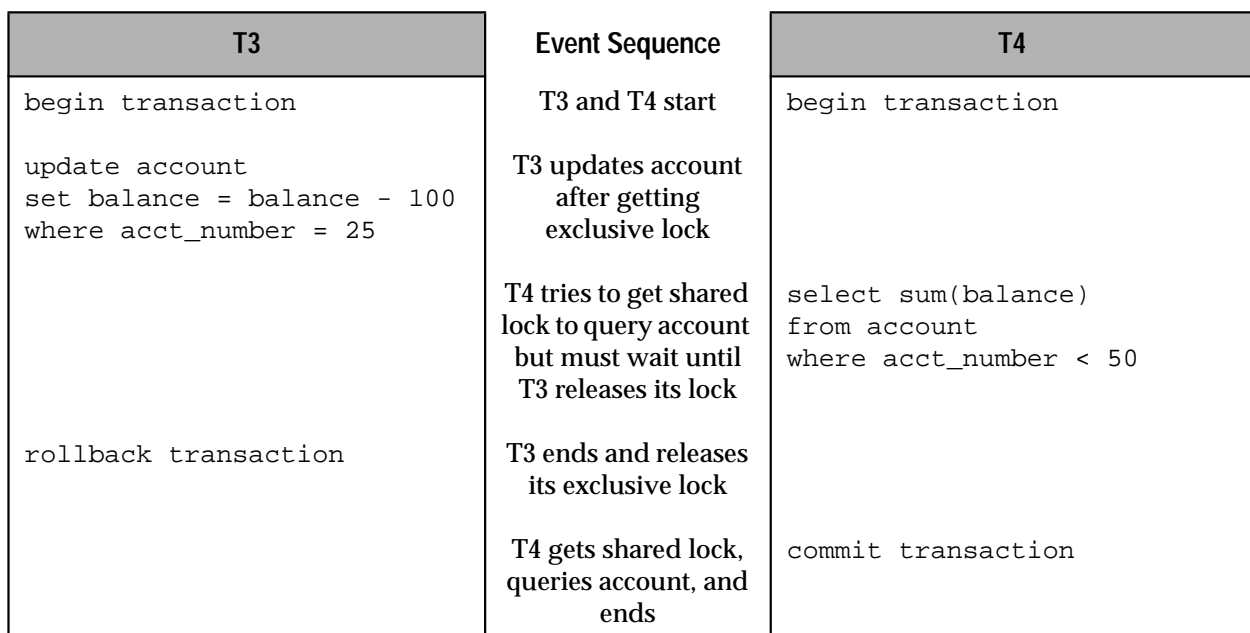 T3
Event Sequence
T4
begin transaction
T3 and T4 start
begin transaction
update account
set balance = balance - 100
where acct_number = 25
T3 updates account
after getting
exclusive lock
T4 tries to get shared
lock to query account
but must wait until
T3 releases its lock
select sum(balance)
from account
where acct_number < 50
rollback transaction
T3 ends and releases
its exclusive lock
T4 gets shared lock,
queries account, and
ends
commit transaction